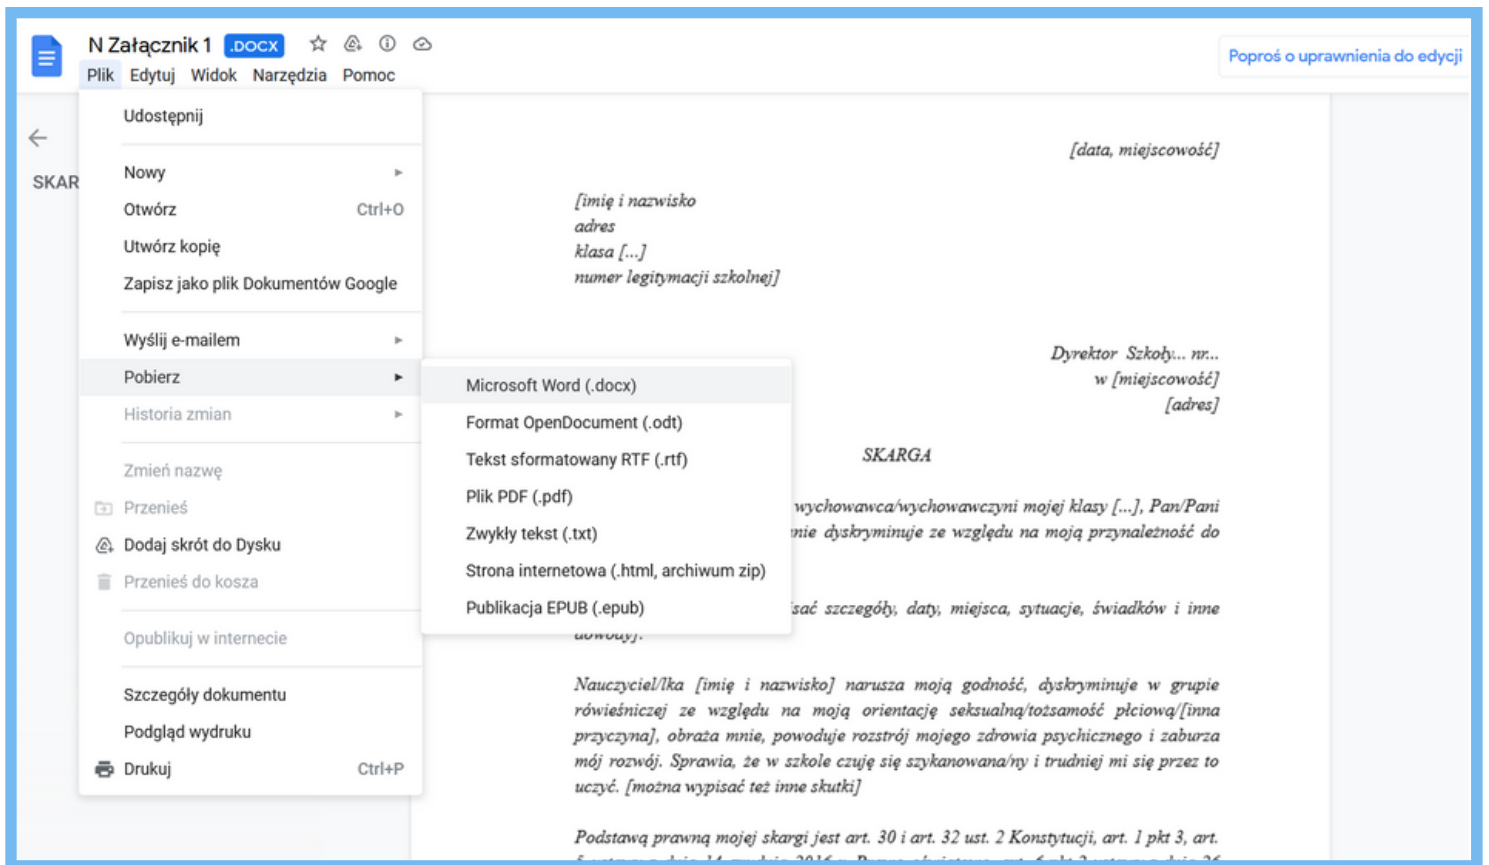 N Załącznik 1 .DOCX
Plik Edytuj Widok Narzędzia Pomoc
Poproś o uprawnienia do edycji
SKAR
Udostępnij
Nowy
Otwórz Ctrl+O
Utwórz kopię
Zapisz jako plik Dokumentów Google
Wyślij e-mailem
Pobierz
Historia zmian
Zmień nazwę
Przenieś
Dodaj skrót do Dysku
Przenieś do kosza
Opublikuj w internecie
Szczegóły dokumentu
Podgląd wydruku
Drukuj Ctrl+P
Microsoft Word (.docx)
Format OpenDocument (.odt)
Tekst sformatowany RTF (.rtf)
Plik PDF (.pdf)
Zwykły tekst (.txt)
Strona internetowa (.html, archiwum zip)
Publikacja EPUB (.epub)
[data, miejscowość]
[imię i nazwisko
adres
klasa [...]
numer legitymacji szkolnej]
Dyrektor Szkoły... nr...
w [miejscowość]
[adres]
SKARGA
wychowawca/wychowawczyni mojej klasy [...], Pan/Pani
mnie dyskryminuje ze względu na moją przynależność do
sać szczegóły, daty, miejsca, sytuacje, świadków i inne
dowody].
Nauczyciel/lka [imię i nazwisko] narusza moją godność, dyskryminuje w grupie
rówieśniczej ze względu na moją orientację seksualną/tożsamość płciową/[inna
przyczyna], obraża mnie, powoduje rozstrój mojego zdrowia psychicznego i zaburza
mój rozwój. Sprawia, że w szkole czuję się szykanowana/ny i trudniej mi się przez to
uczyć. [można wypisać też inne skutki]
Podstawą prawną mojej skargi jest art. 30 i art. 32 ust. 2 Konstytucji, art. 1 pkt 3, art.